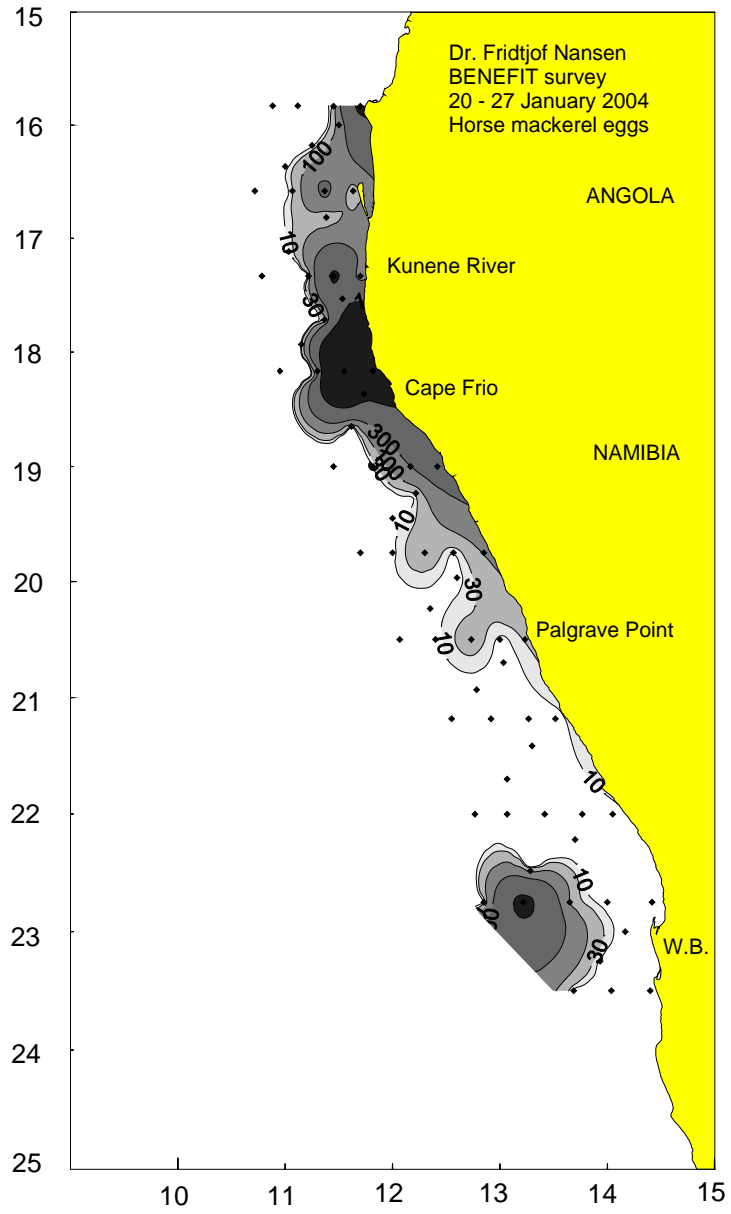 15
Dr. Fridtjof Nansen
BENEFIT survey
20 - 27 January 2004
Horse mackerel eggs
16
100
ANGOLA
17
10
Kunene River
30
18
Cape Frio
300
NAMIBIA
19
10
20
30
Palgrave Point
10
21
10
22
10
23
30
W.B.
24
25
10
11
12
13
14
15